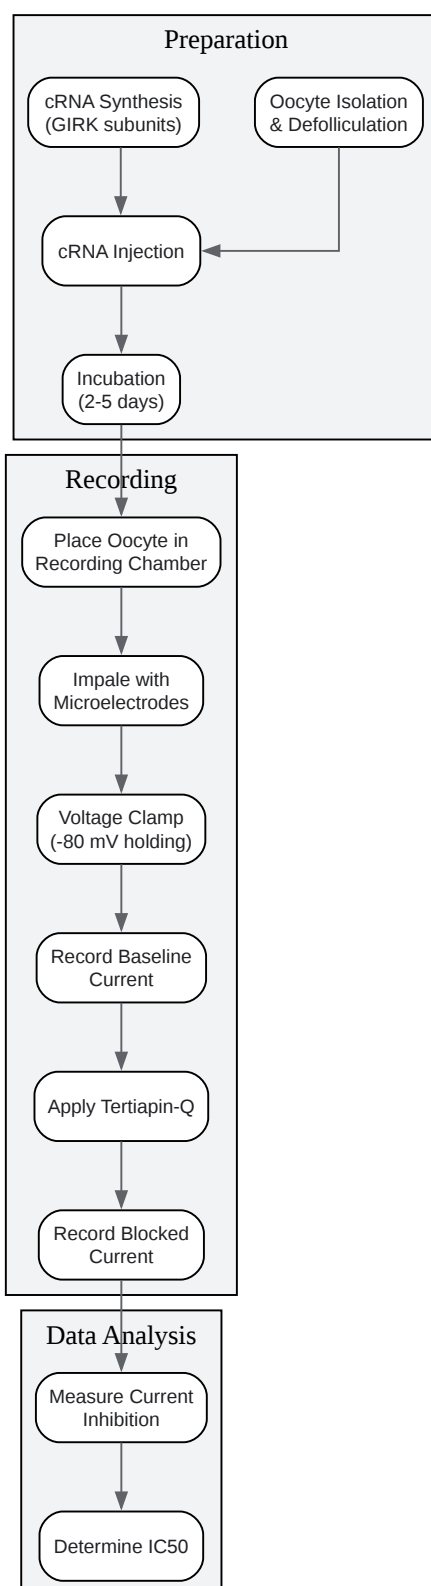 Preparation
cRNA Synthesis
(GIRK subunits)
Oocyte Isolation
& Defolliculation
cRNA Injection
Incubation
(2-5 days)
Recording
Place Oocyte in
Recording Chamber
Impale with
Microelectrodes
Voltage Clamp
(-80 mV holding)
Record Baseline
Current
Apply Tertiapin-Q
Record Blocked
Current
Data Analysis
Measure Current
Inhibition
Determine IC50